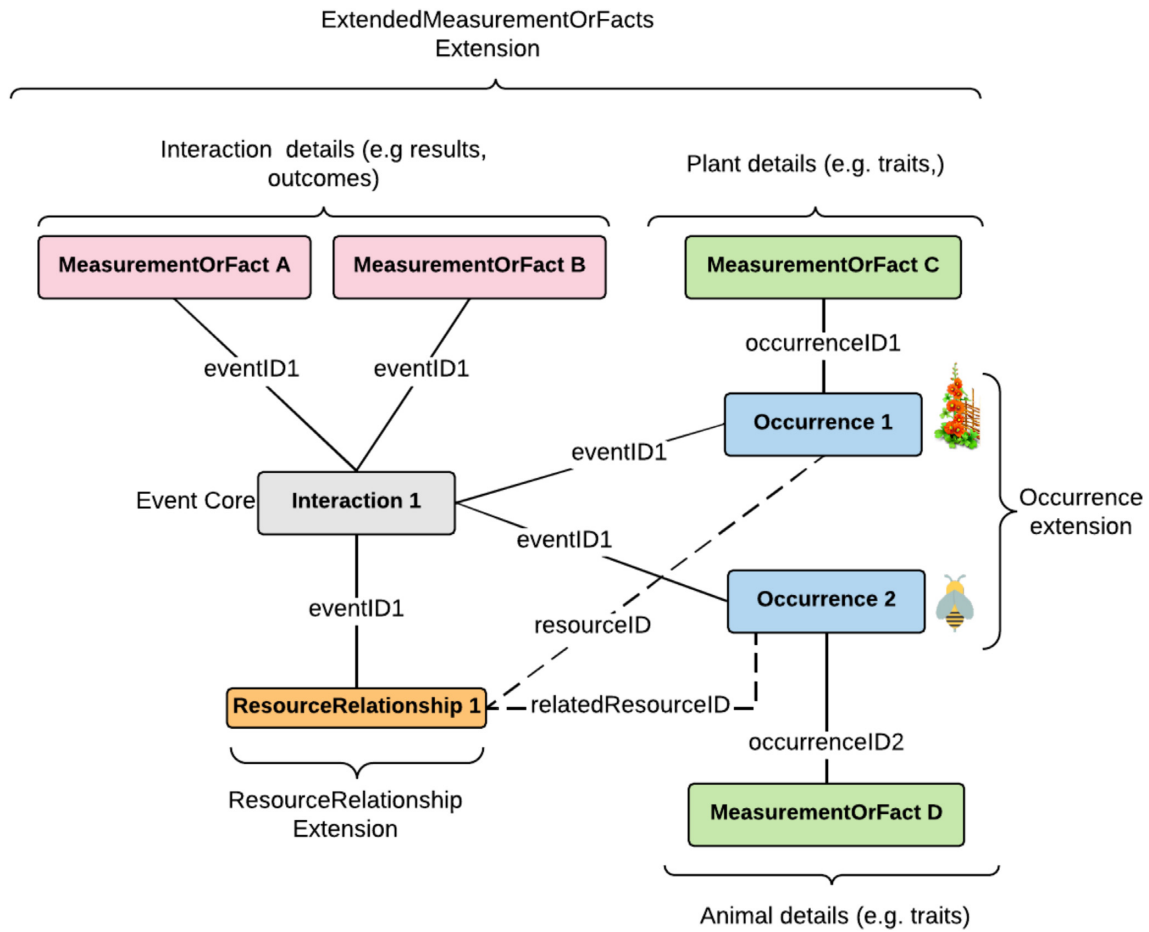 ExtendedMeasurementOrFacts
Extension
Interaction  details (e.g results,
outcomes)
Plant details (e.g. traits,)
MeasurementOrFact A
MeasurementOrFact B
MeasurementOrFact C
occurrenceID1
eventID1
eventID1
Occurrence 1
eventID1
Event Core
Interaction 1
Occurrence
extension
eventID1
Occurrence 2
eventID1
resourceID
ResourceRelationship 1
relatedResourceID
occurrenceID2
ResourceRelationship
Extension
MeasurementOrFact D
Animal details (e.g. traits)